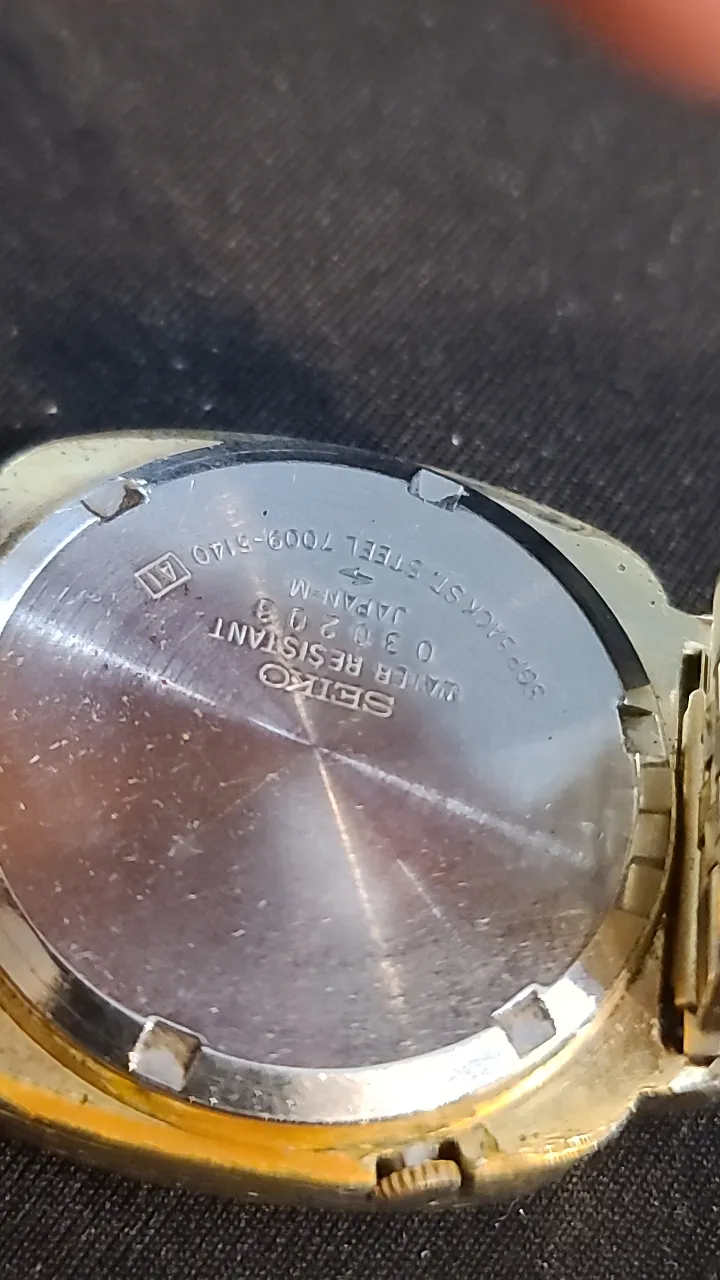 SEIKO
WATER RESISTANT
030203
JAPAN-M
SGP BACK ST. STEEL 7009-5140 A1